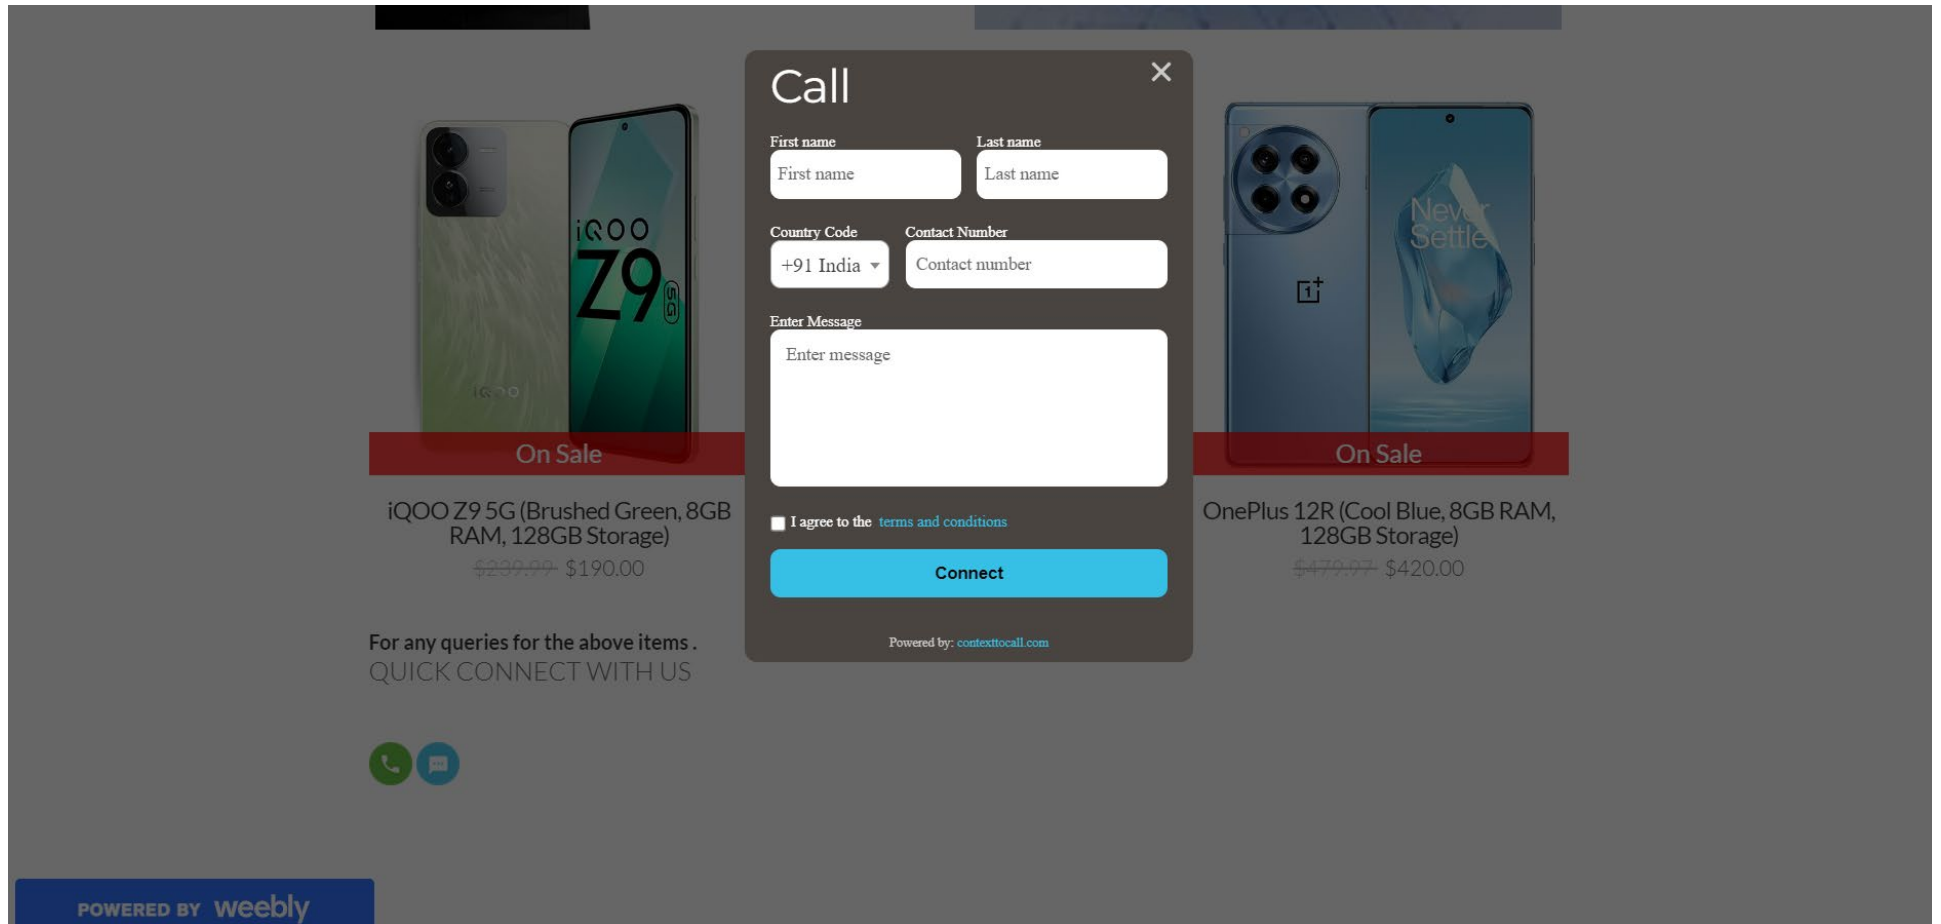 Call
First name
Last name
First name
Last name
Country Code
Contact Number
+91 India
Contact number
Enter Message
Enter message
I agree to the terms and conditions
Connect
Powered by: contexttocall.com
iQOO
Z9
5G
iQOO
On Sale
iQOO Z9 5G (Brushed Green, 8GB
RAM, 128GB Storage)
$239.99 $190.00
Never
Settle
1+
On Sale
OnePlus 12R (Cool Blue, 8GB RAM,
128GB Storage)
$479.97 $420.00
For any queries for the above items .
QUICK CONNECT WITH US
POWERED BY weebly